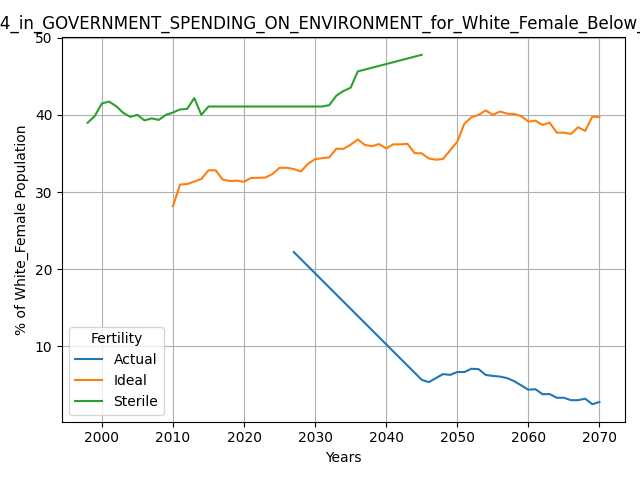 4_in_GOVERNMENT_SPENDING_ON_ENVIRONMENT_for_White_Female_Below_
50
40
30
20
10
% of White_Female Population
Fertility
Actual
Ideal
Sterile
2000 2010 2020 2030 2040 2050 2060 2070
Years